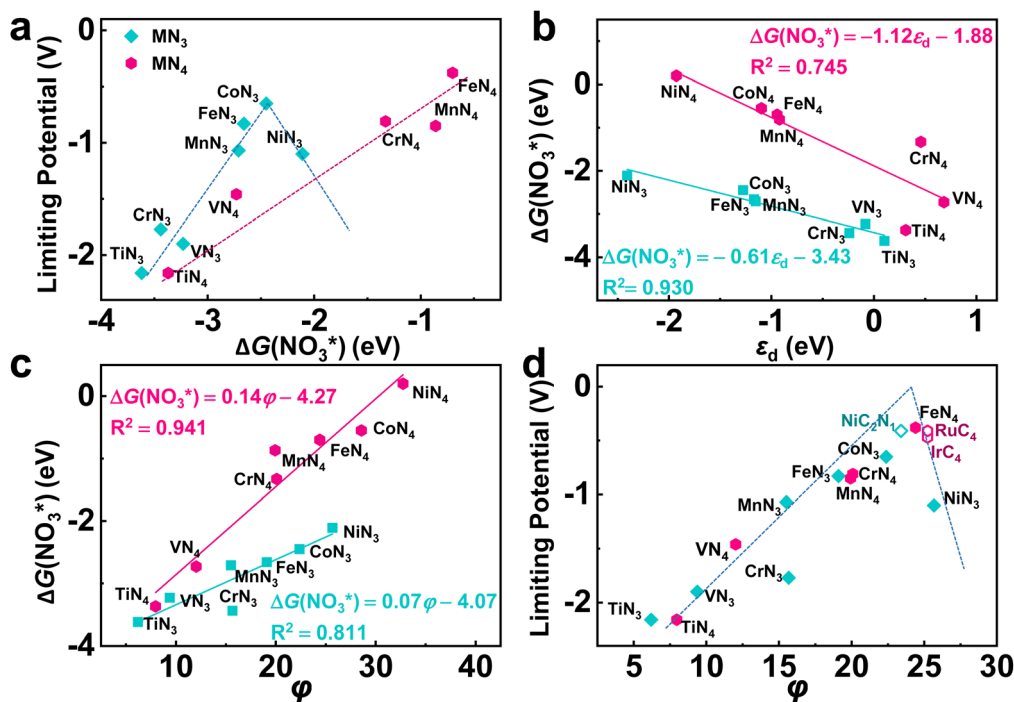 a
0
-1
-2
Limiting Potential (V)
MN₃
MN₄
CoN₃
FeN₃
MnN₃
NiN₃
CrN₃
VN₃
TiN₃
VN₄
TiN₄
FeN₄
MnN₄
CrN₄
-4
-3
-2
-1
ΔG(NO₃*) (eV)
b
0
-2
-4
ΔG(NO₃*) (eV)
ΔG(NO₃*) = −1.12εd − 1.88
R² = 0.745
NiN₄
CoN₄
FeN₄
MnN₄
CrN₄
VN₄
TiN₄
NiN₃
CoN₃
FeN₃
MnN₃
VN₃
CrN₃
TiN₃
ΔG(NO₃*) = − 0.61εd − 3.43
R² = 0.930
-2
-1
0
1
εd (eV)
c
0
-2
-4
ΔG(NO₃*) (eV)
ΔG(NO₃*) = 0.14φ − 4.27
R² = 0.941
NiN₄
CoN₄
FeN₄
MnN₄
CrN₄
VN₄
TiN₄
NiN₃
CoN₃
FeN₃
MnN₃
CrN₃
VN₃
TiN₃
ΔG(NO₃*) = 0.07φ − 4.07
R² = 0.811
10
20
30
40
φ
d
0
-1
-2
Limiting Potential (V)
NiC₂N₁
FeN₄
RuC₄
IrC₄
CoN₃
FeN₃
CrN₄
MnN₄
MnN₃
NiN₃
VN₄
CrN₃
VN₃
TiN₃
TiN₄
5
10
15
20
25
30
φ